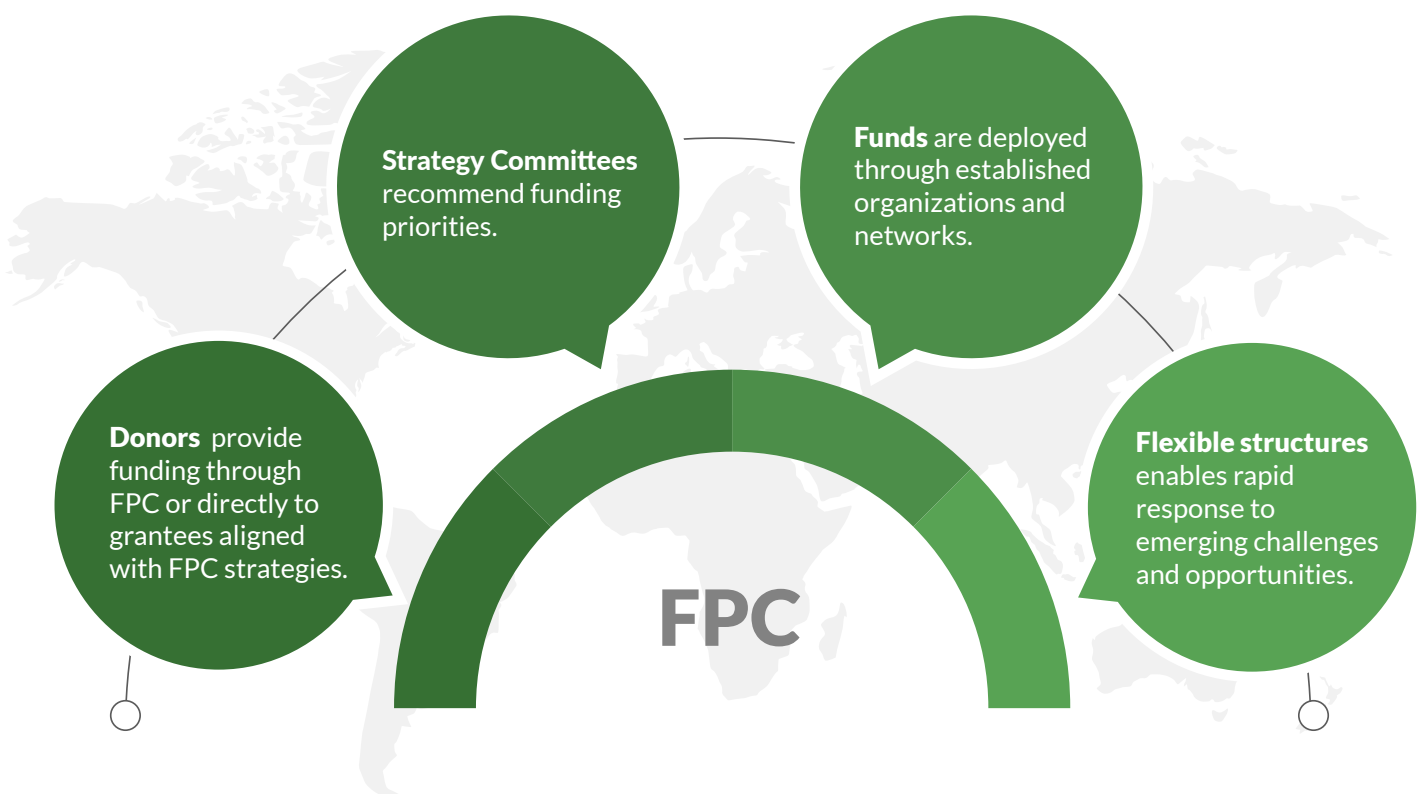 Donors provide
funding through
FPC or directly to
grantees aligned
with FPC strategies.
Strategy Committees
recommend funding
priorities.
Funds are deployed
through established
organizations and
networks.
Flexible structures
enables rapid
response to
emerging challenges
and opportunities.
FPC